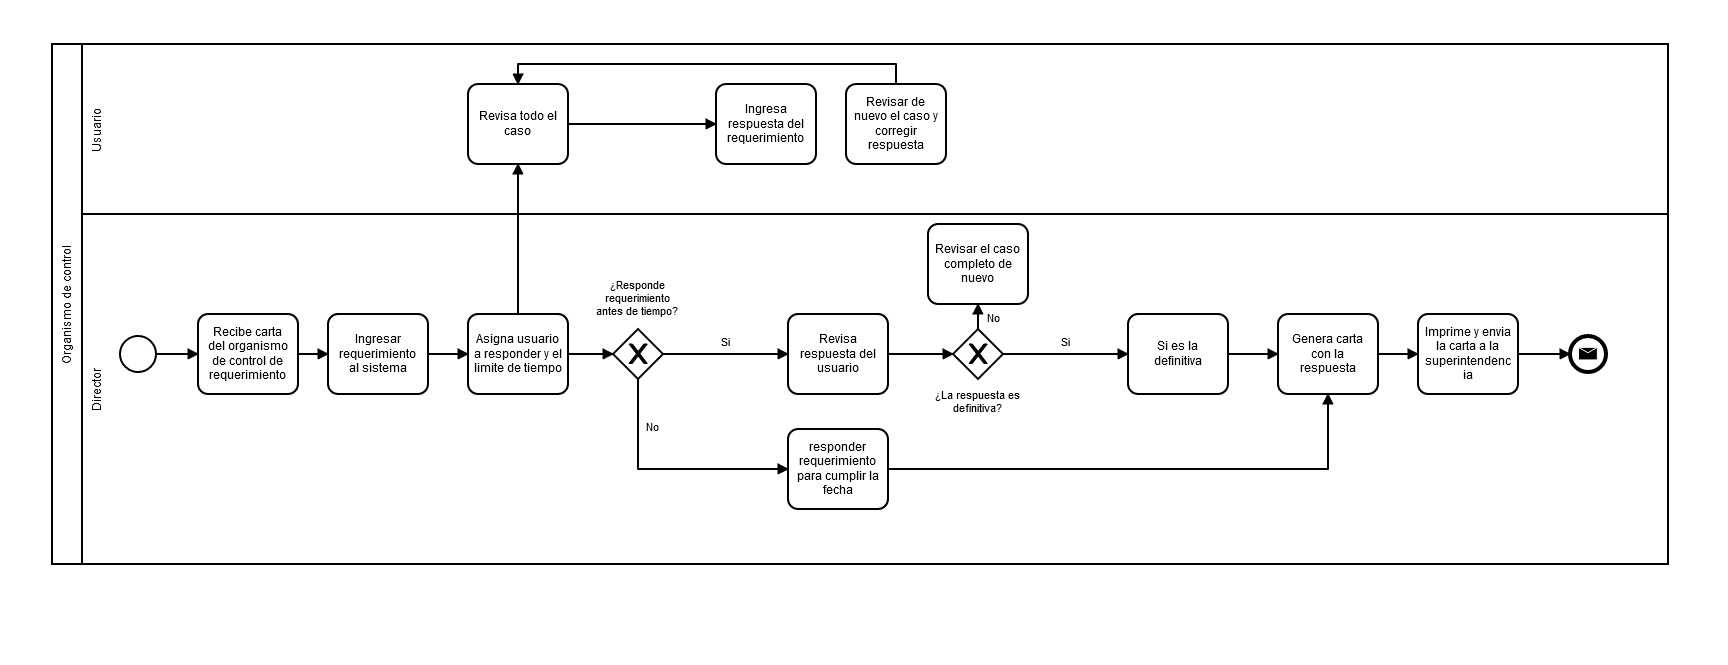 Organismo de control
Usuario
Revisa todo el
caso
Ingresa
respuesta del
requerimiento
Revisar de
nuevo el caso y
corregir
respuesta
Director
Recibe carta
del organismo
de control de
requerimiento
Ingresar
requerimiento
al sistema
Asigna usuario
a responder y el
limite de tiempo
¿Responde
requerimiento
antes de tiempo?
Si
No
Revisa
respuesta del
usuario
responder
requerimiento
para cumplir la
fecha
Revisar el caso
completo de
nuevo
No
¿La respuesta es
definitiva?
Si
Si es la
definitiva
Genera carta
con la
respuesta
Imprime y envia
la carta a la
superintendenc
ia